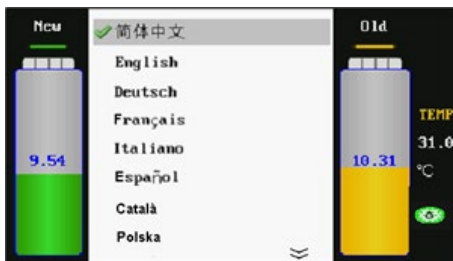 New
9.54
简体中文
English
Deutsch
Français
Italiano
Español
Català
Polska
Old
10.31
TEMP
31.0
°C